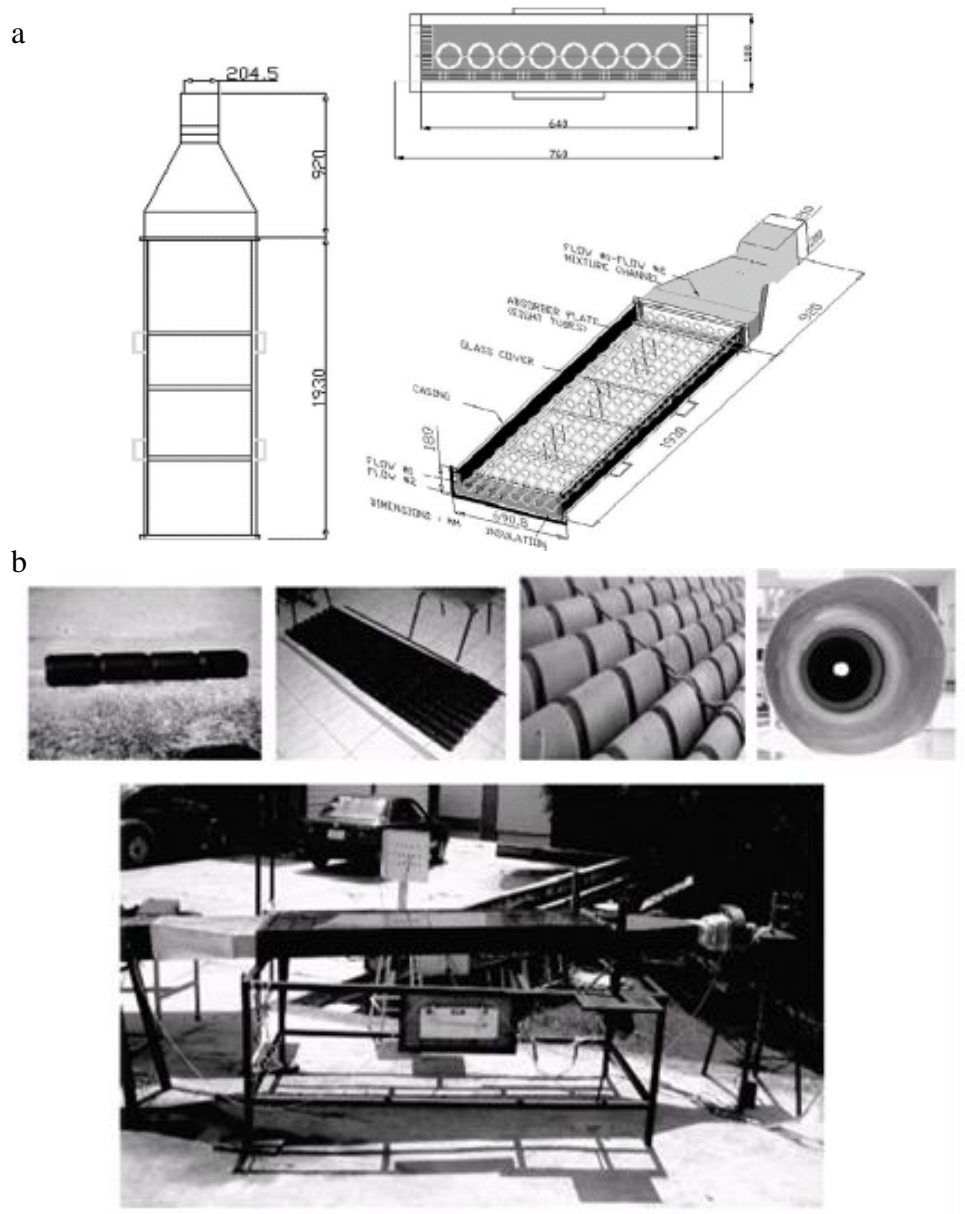 a
204.5
920
1930
180
640
760
FLOW #1-FLOW #2
MIXTURE CHANNEL
ABSORBER PLATE
(EIGHT TUBES)
GLASS COVER
CASING
180
FLOW #1
FLOW #2
DIMENSIONS : MM
690.8
INSULATION
1930
920
b